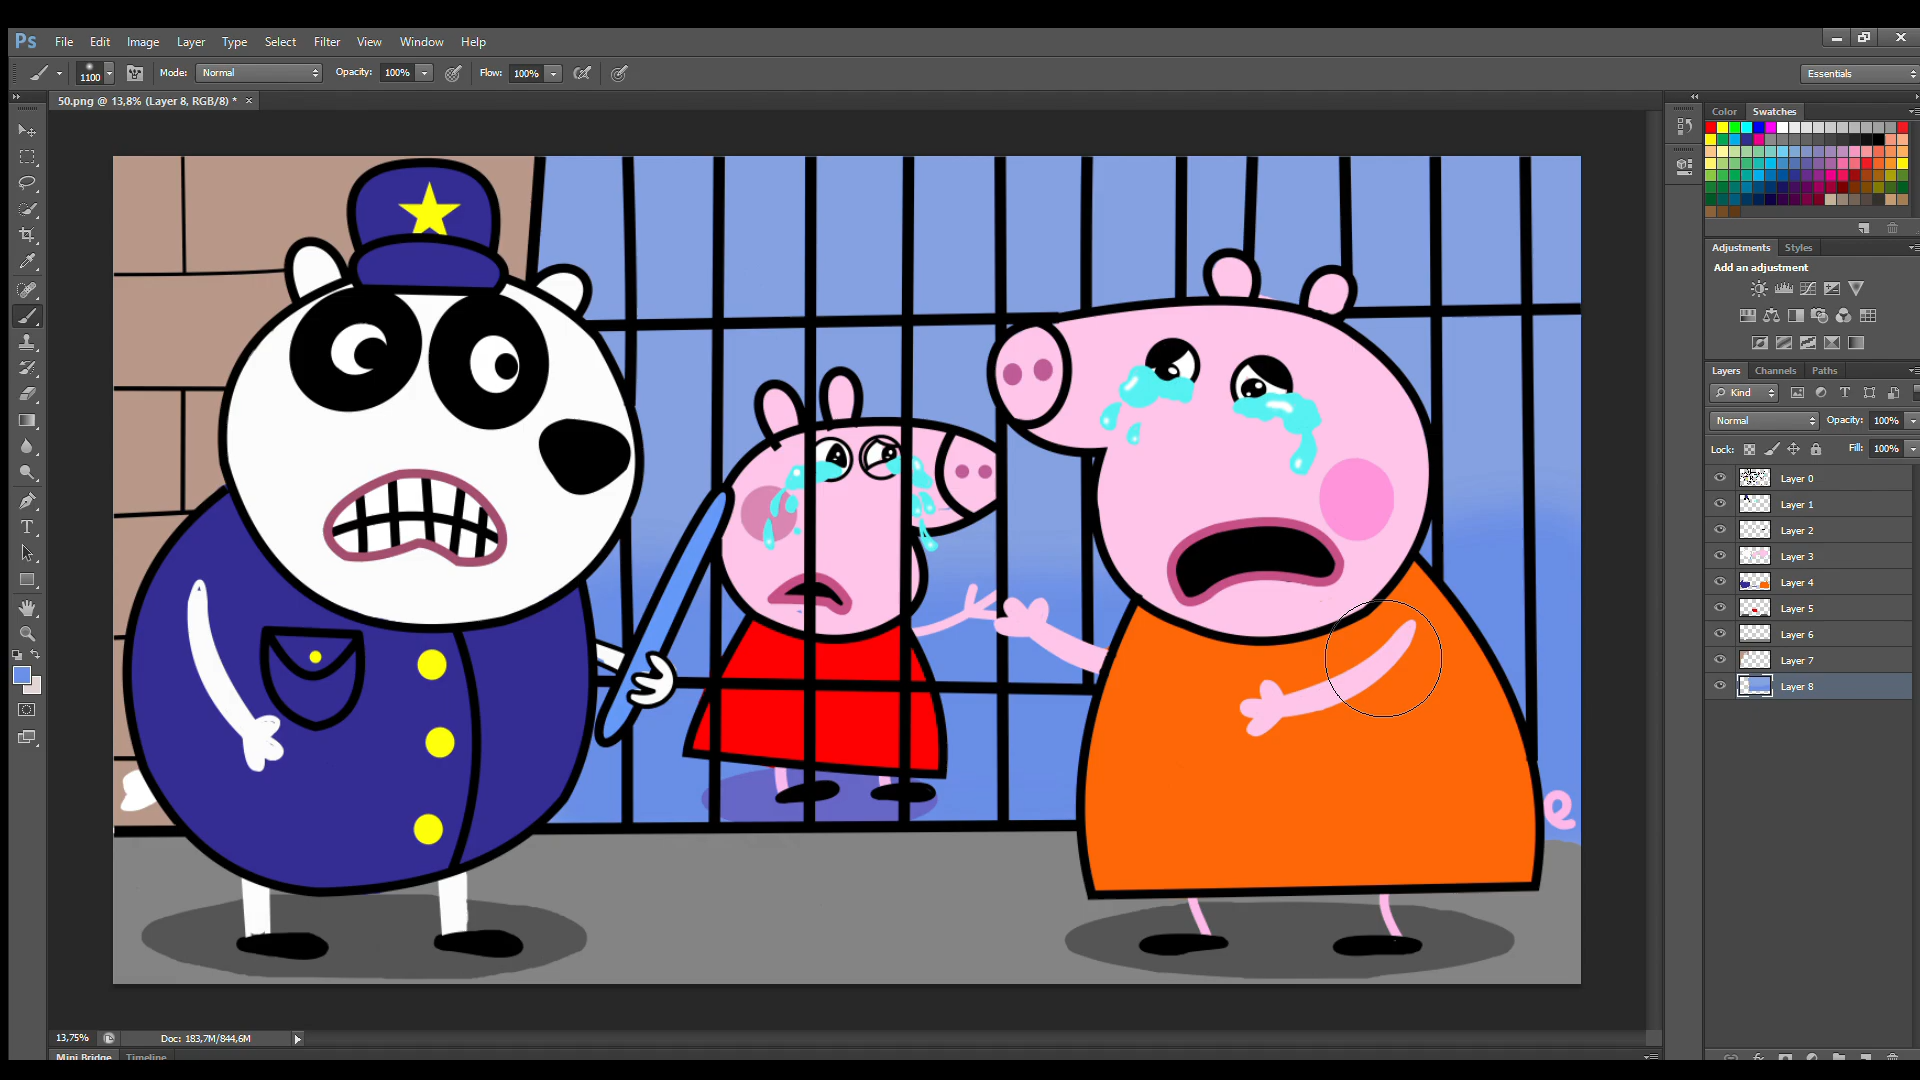 Ps File Edit Image Layer Type Select Filter View Window Help
1100 Mode: Normal Opacity: 100% Flow: 100% Essentials
50.png @ 13,8% (Layer 8, RGB/8) * ×
Color Swatches
Adjustments Styles
Add an adjustment
Layers Channels Paths
Kind
Normal Opacity: 100%
Lock: Fill: 100%
Layer 0
Layer 1
Layer 2
Layer 3
Layer 4
Layer 5
Layer 6
Layer 7
Layer 8
13,75% Doc: 183,7M/844,6M
Mini Bridge Timeline